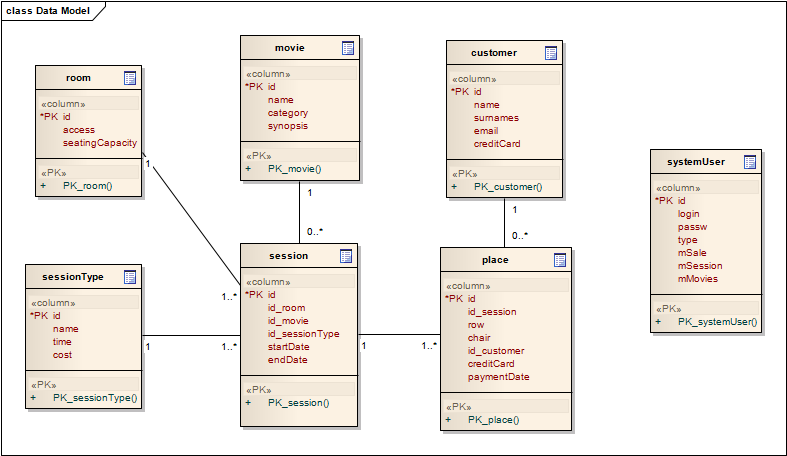 class Data Model
room
«column»
*PK id
access
seatingCapacity
«PK»
+ PK_room()
movie
«column»
*PK id
name
category
synopsis
«PK»
+ PK_movie()
customer
«column»
*PK id
name
surnames
email
creditCard
«PK»
+ PK_customer()
systemUser
«column»
*PK id
login
passw
type
mSale
mSession
mMovies
«PK»
+ PK_systemUser()
1
1
0..*
1
0..*
1..*
sessionType
«column»
*PK id
name
time
cost
«PK»
+ PK_sessionType()
1
1..*
session
«column»
*PK id
id_room
id_movie
id_sessionType
startDate
endDate
«PK»
+ PK_session()
1
1..*
place
«column»
*PK id
id_session
row
chair
id_customer
creditCard
paymentDate
«PK»
+ PK_place()